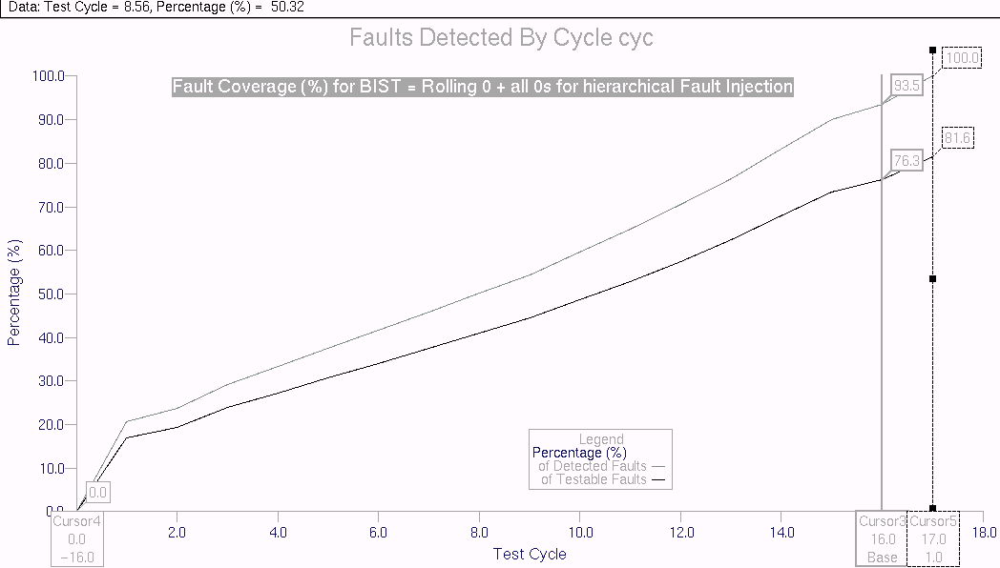 Data: Test Cycle = 8.56, Percentage (%) = 50.32
Faults Detected By Cycle cyc
Fault Coverage (%) for BIST = Rolling 0 + all 0s for hierarchical Fault Injection
100.0
93.5
81.6
76.3
0.0
100.0
90.0
80.0
70.0
60.0
50.0
40.0
30.0
20.0
10.0
0.0
Percentage (%)
Legend
Percentage (%)
of Detected Faults
of Testable Faults
2.0 4.0 6.0 8.0 10.0 12.0 14.0 18.0
Test Cycle
Cursor4
0.0
−16.0
Cursor3
16.0
Base
Cursor5
17.0
1.0